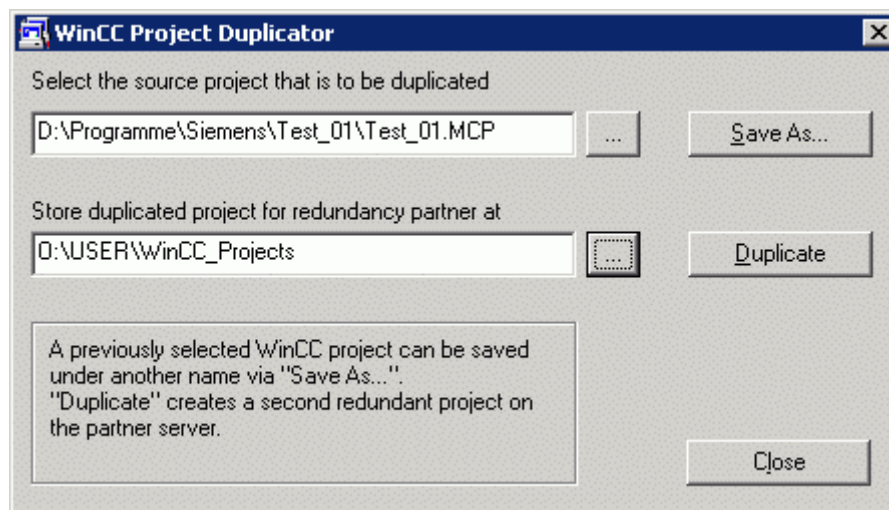 WinCC Project Duplicator
Select the source project that is to be duplicated
D:\Programme\Siemens\Test_01\Test_01.MCP
...
Save As...
Store duplicated project for redundancy partner at
O:\USER\WinCC_Projects
...
Duplicate
A previously selected WinCC project can be saved
under another name via "Save As...".
"Duplicate" creates a second redundant project on
the partner server.
Close